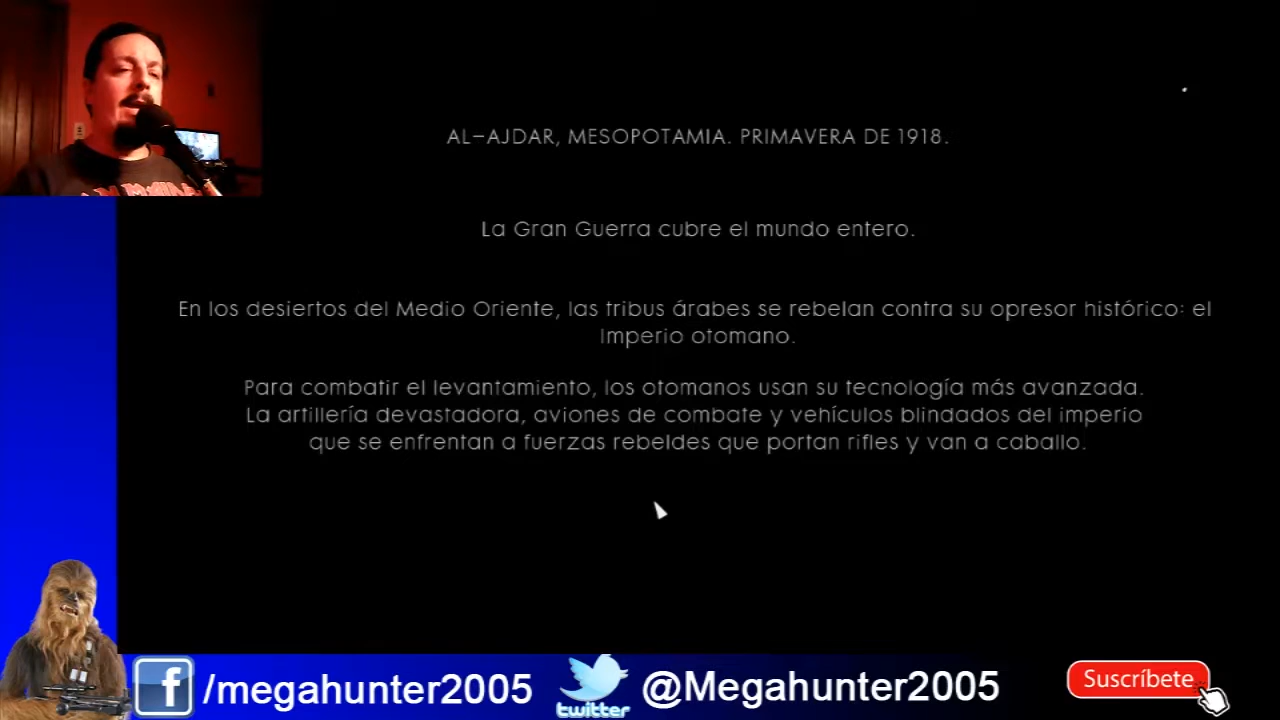 AL-AJDAR, MESOPOTAMIA. PRIMAVERA DE 1918.
La Gran Guerra cubre el mundo entero.
En los desiertos del Medio Oriente, las tribus árabes se rebelan contra su opresor histórico: el
Imperio otomano.
Para combatir el levantamiento, los otomanos usan su tecnología más avanzada.
La artillería devastadora, aviones de combate y vehículos blindados del imperio
que se enfrentan a fuerzas rebeldes que portan rifles y van a caballo.
f /megahunter2005
twitter @Megahunter2005
Suscríbete